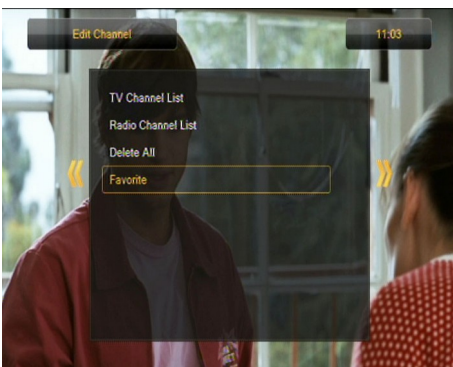 Edit Channel
11:03
TV Channel List
Radio Channel List
Delete All
Favorite